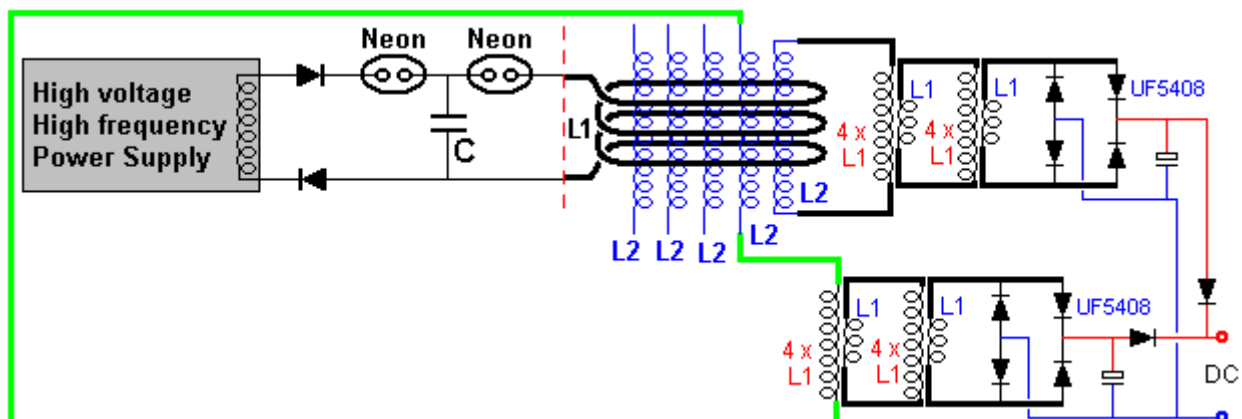 Neon Neon
High voltage
High frequency
Power Supply
C
L1
L2 L2 L2 L2 L2
4 x
L1
L1
4 x
L1
L1
UF5408
4 x
L1
L1
4 x
L1
L1
UF5408
DC